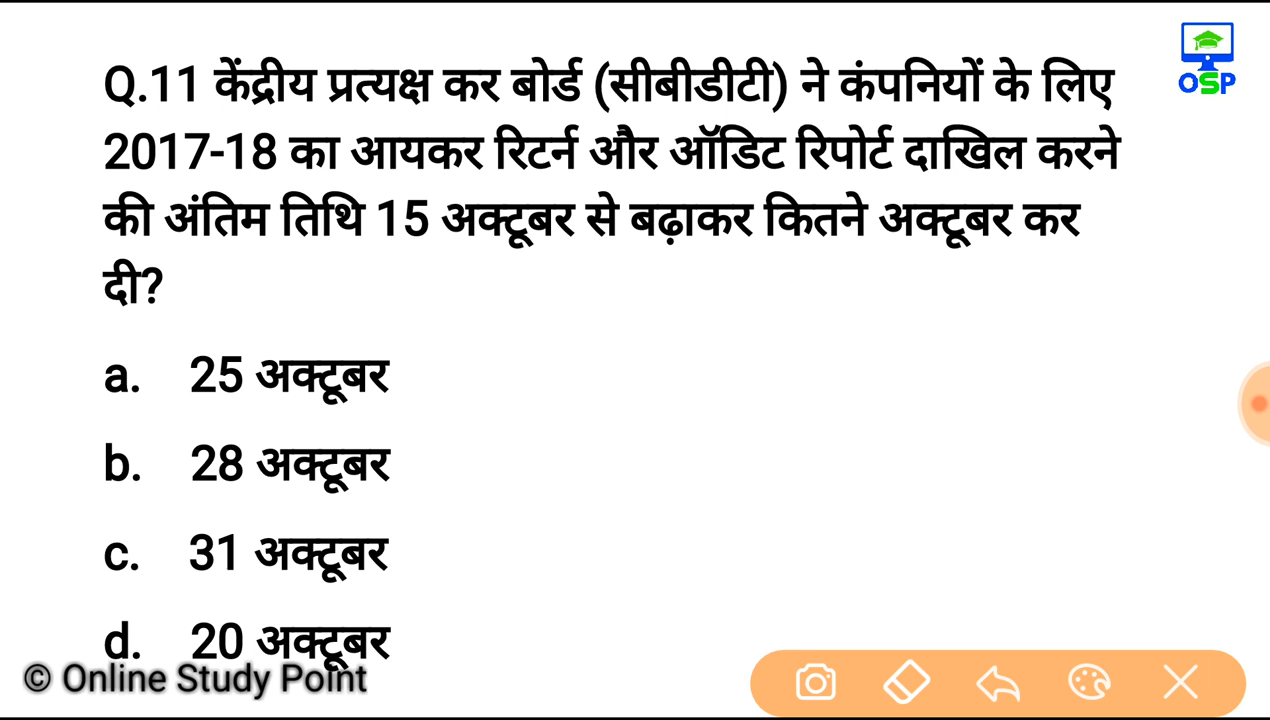 OSP
Q.11 केंद्रीय प्रत्यक्ष कर बोर्ड (सीबीडीटी) ने कंपनियों के लिए
2017-18 का आयकर रिटर्न और ऑडिट रिपोर्ट दाखिल करने
की अंतिम तिथि 15 अक्टूबर से बढ़ाकर कितने अक्टूबर कर
दी?
a. 25 अक्टूबर
b. 28 अक्टूबर
c. 31 अक्टूबर
d. 20 अक्टूबर
© Online Study Point